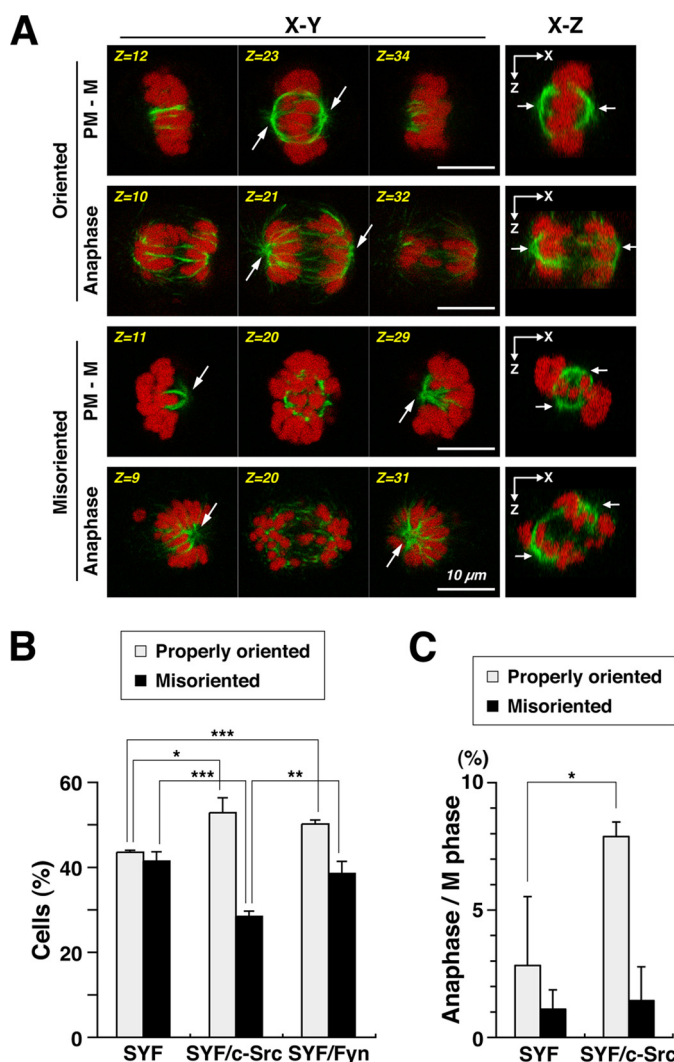 A
X-Y
X-Z
Oriented
PM - M
Z=12
Z=23
Z=34
X
Z
Anaphase
Z=10
Z=21
Z=32
X
Z
Misoriented
PM - M
Z=11
Z=20
Z=29
X
Z
Anaphase
Z=9
Z=20
Z=31
10 µm
X
Z
B
Properly oriented
Misoriented
Cells (%)
60
40
20
0
***
*
***
**
SYF
SYF/c-Src
SYF/Fyn
C
Properly oriented
Misoriented
(%)
Anaphase / M phase
10
5
0
*
SYF
SYF/c-Src